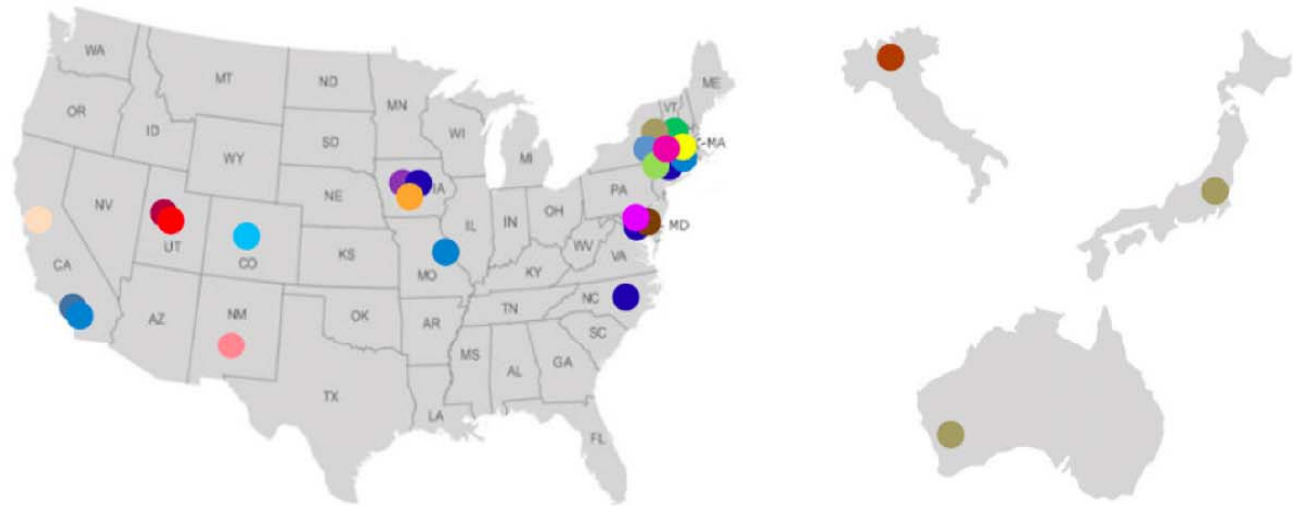 WA
MT
ND
MN
ME
VT
OR
ID
SD
WI
-MA
WY
MI
NV
NE
IA
PA
UT
CO
IL
IN
OH
MD
WV
CA
KS
MO
KY
VA
NC
AZ
NM
OK
TN
AR
SC
MS
AL
GA
TX
LA
FL